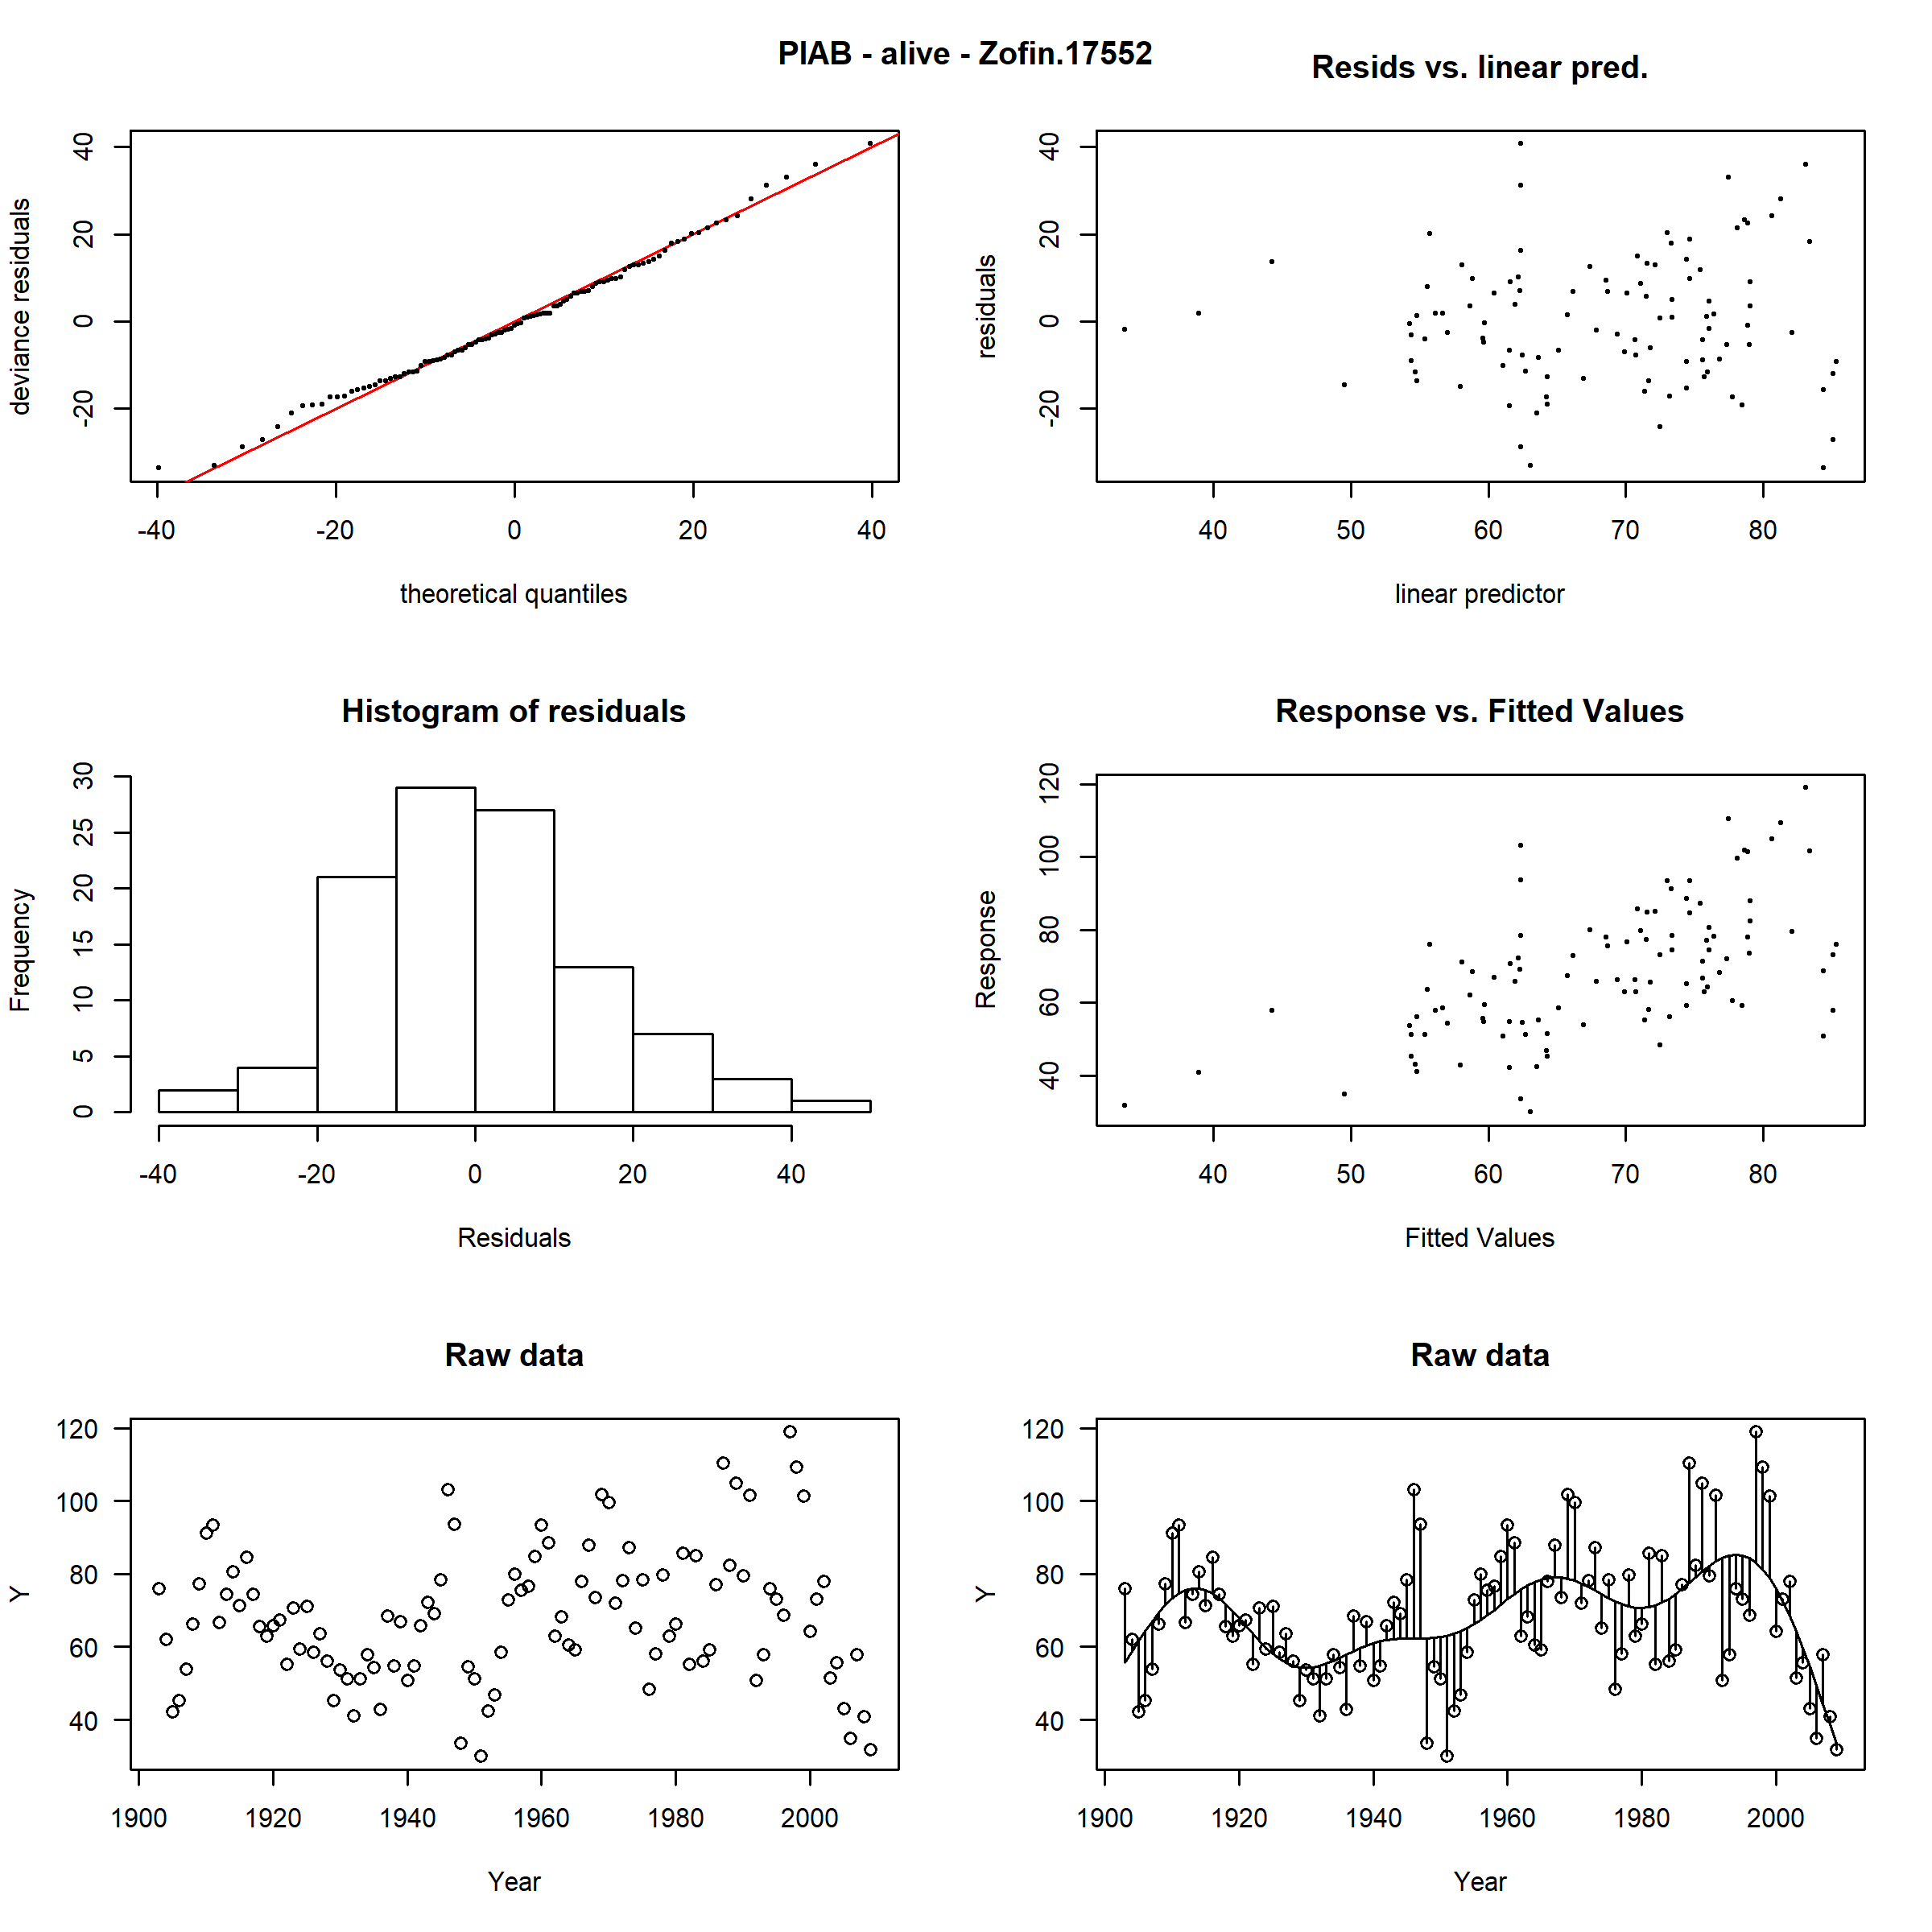 PIAB - alive - Zofin.17552
Resids vs. linear pred.
deviance residuals
-20 0 20 40
-40 -20 0 20 40
theoretical quantiles
residuals
-20 0 20 40
40 50 60 70 80
linear predictor
Histogram of residuals
Frequency
0 5 10 15 20 25 30
-40 -20 0 20 40
Residuals
Response vs. Fitted Values
Response
40 60 80 100 120
40 50 60 70 80
Fitted Values
Raw data
Y
120
100
80
60
40
1900 1920 1940 1960 1980 2000
Year
Raw data
Y
120
100
80
60
40
1900 1920 1940 1960 1980 2000
Year